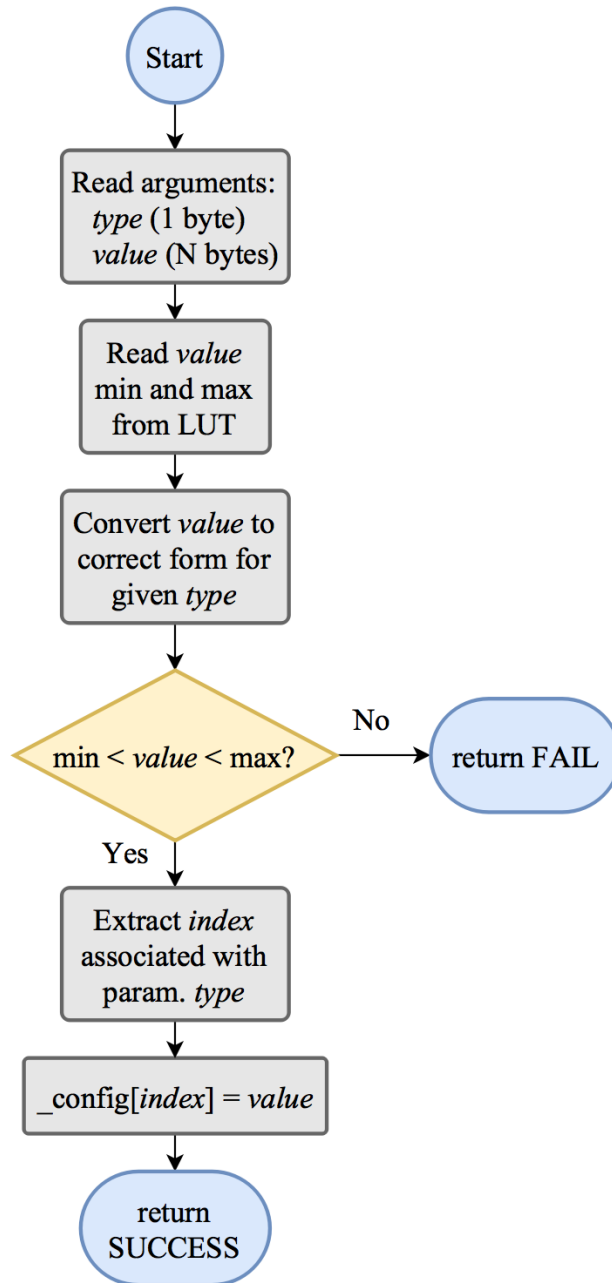 Start
Read arguments:
type (1 byte)
value (N bytes)
Read value
min and max
from LUT
Convert value to
correct form for
given type
min < value < max?
No
return FAIL
Yes
Extract index
associated with
param. type
_config[index] = value
return
SUCCESS